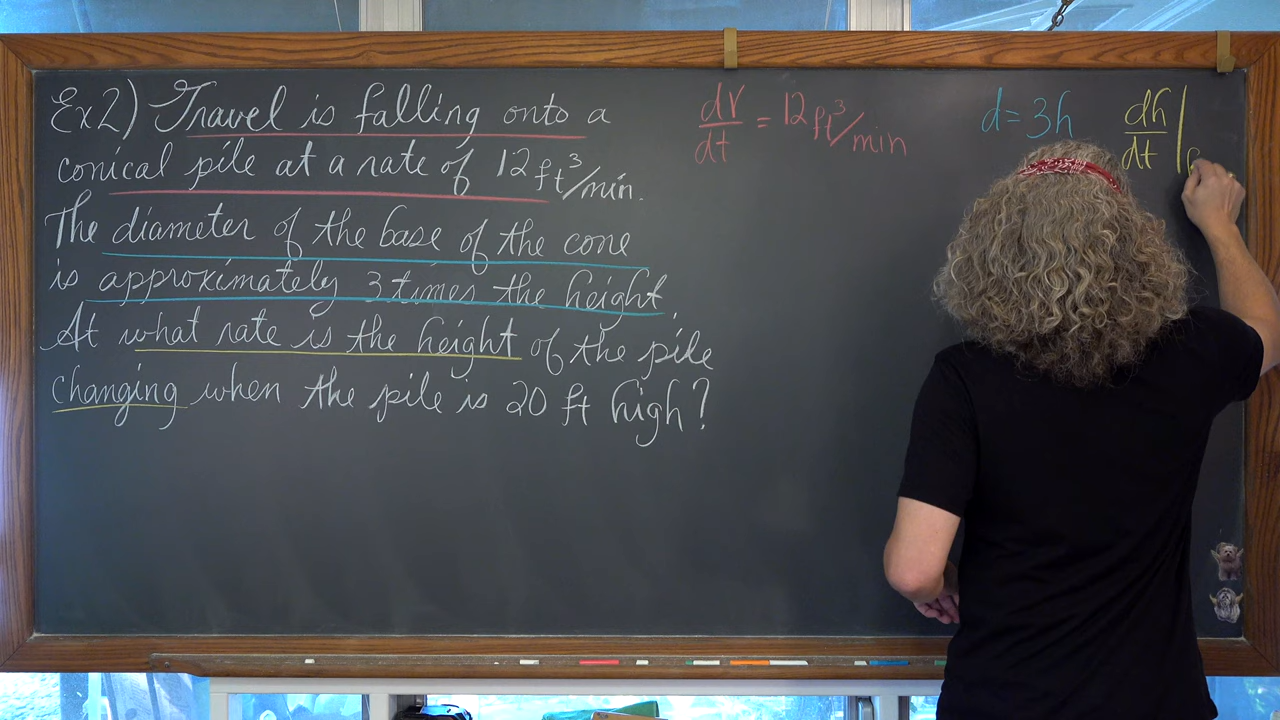 Ex2) Travel is falling onto a
conical pile at a rate of 12 ft³/min.
The diameter of the base of the cone
is approximately 3 times the height.
At what rate is the height of the pile
changing when the pile is 20 ft high?
dV/dt = 12 ft³/min
d = 3h
dh/dt |